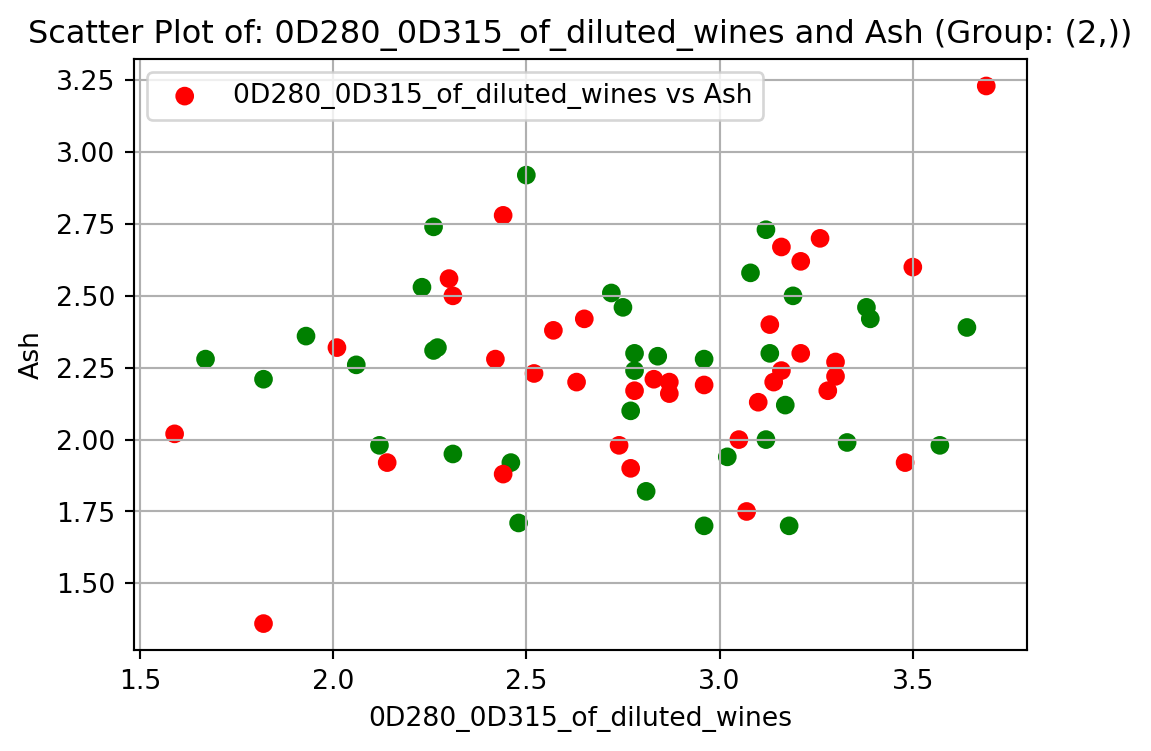 Scatter Plot of: 0D280_0D315_of_diluted_wines and Ash (Group: (2,))
0D280_0D315_of_diluted_wines vs Ash
3.25
3.00
2.75
2.50
2.25
2.00
1.75
1.50
Ash
1.5 2.0 2.5 3.0 3.5
0D280_0D315_of_diluted_wines